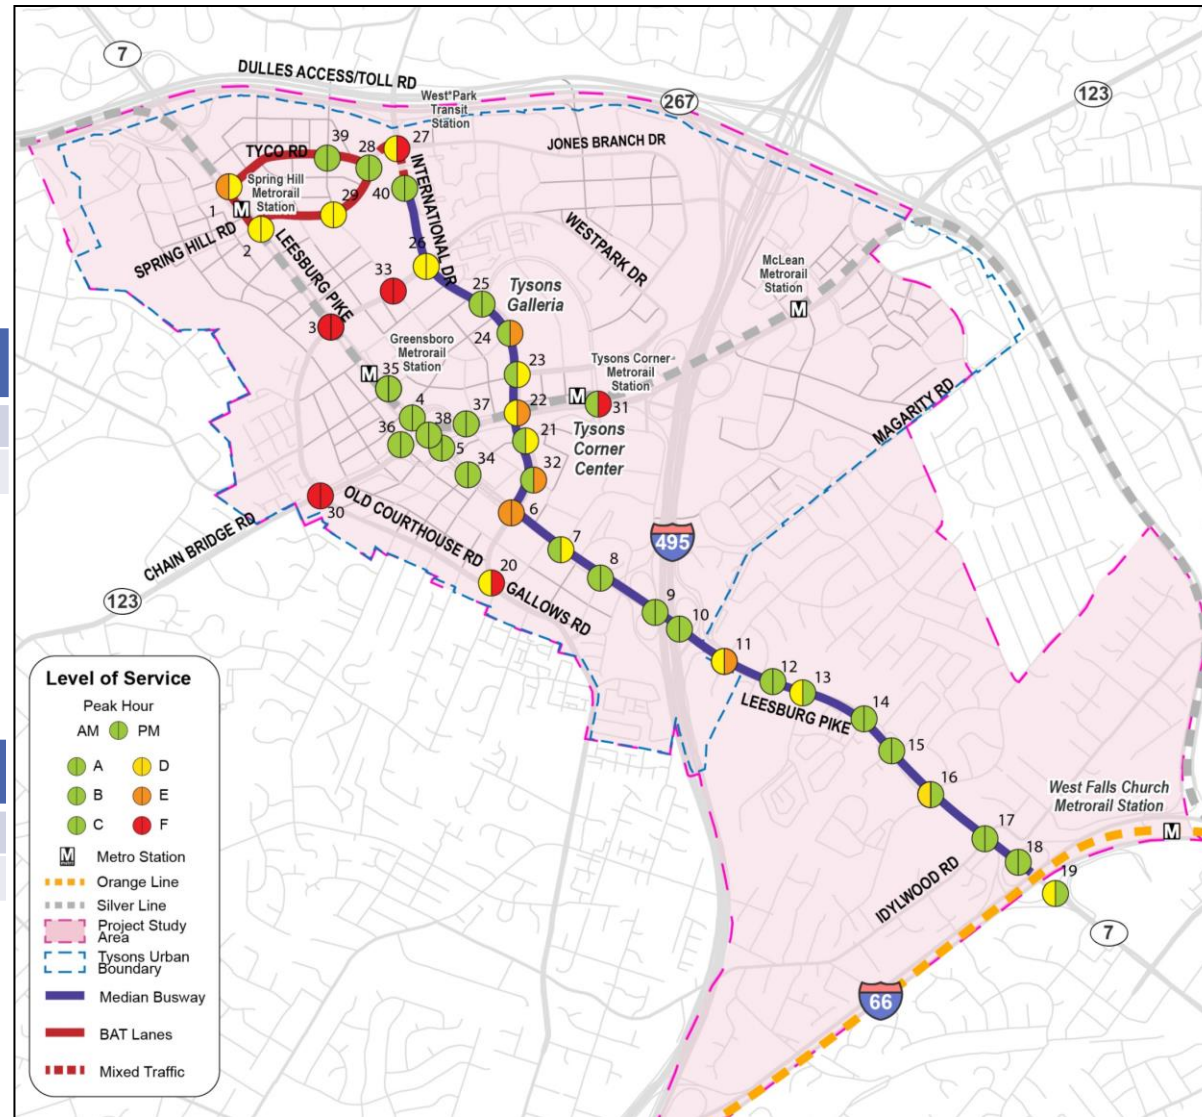 7
DULLES ACCESS/TOLL RD
267
123
West*Park
Transit
Station
27
JONES BRANCH DR
39
28
TYCO RD
INTERNATIONAL DR
Spring Hill
Metrorail
Station
29
40
1
M
SPRING HILL RD
2
LEESBURG PIKE
WESTPARK DR
26
33
25
Tysons
Galleria
McLean
Metrorail
Station
M
3
24
Greensboro
Metrorail
Station
M
35
23
Tysons Corner
Metrorail
Station
M
31
4
37
22
36
38
5
21
Tysons
Corner
Center
MAGARITY RD
34
32
30
OLD COURTHOUSE RD
6
CHAIN BRIDGE RD
7
495
8
20
GALLOWS RD
123
9
10
11
12
13
LEESBURG PIKE
14
15
16
West Falls Church
Metrorail Station
M
17
18
19
IDYLWOOD RD
7
66
Level of Service
Peak Hour
AM PM
A D
B E
C F
M Metro Station
Orange Line
Silver Line
Project Study
Area
Tysons Urban
Boundary
Median Busway
BAT Lanes
Mixed Traffic